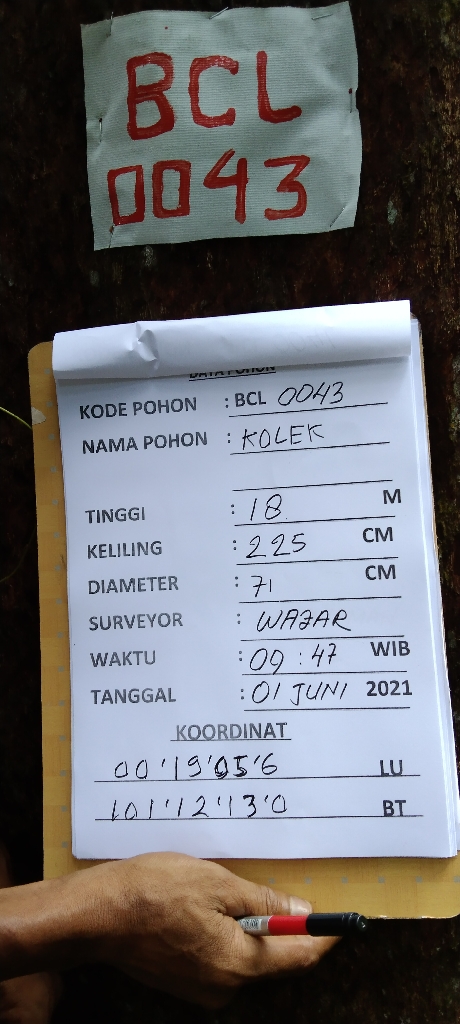 BCL
0043
DATA POHON
KODE POHON : BCL 0043
NAMA POHON : KOLEK
TINGGI : 18 M
KELILING : 225 CM
DIAMETER : 71 CM
SURVEYOR : WAJAR
WAKTU : 09 : 47 WIB
TANGGAL : 01 JUNI 2021
KOORDINAT
00'19'05'6 LU
101'12'13'0 BT